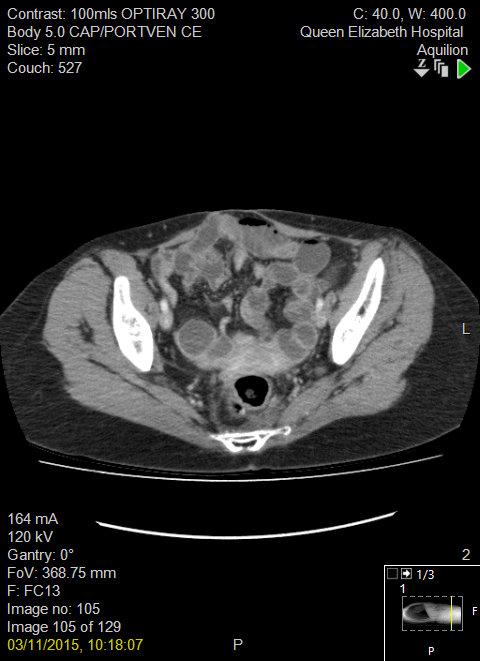 Contrast: 100mls OPTIRAY 300
Body 5.0 CAP/PORTVEN CE
Slice: 5 mm
Couch: 527
C: 40.0, W: 400.0
Queen Elizabeth Hospital
Aquilion
Z
L
164 mA
120 kV
Gantry: 0°
FoV: 368.75 mm
F: FC13
Image no: 105
Image 105 of 129
03/11/2015, 10:18:07
P
2
1/3
1
F
P